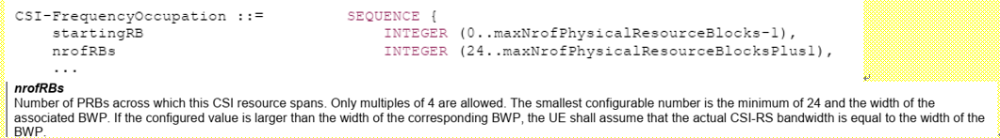 CSI-FrequencyOccupation ::=          SEQUENCE {
    startingRB                           INTEGER (0..maxNrofPhysicalResourceBlocks-1),
    nrofRBs                              INTEGER (24..maxNrofPhysicalResourceBlocksPlus1),
    ...
nrofRBs
Number of PRBs across which this CSI resource spans. Only multiples of 4 are allowed. The smallest configurable number is the minimum of 24 and the width of the
associated BWP. If the configured value is larger than the width of the corresponding BWP, the UE shall assume that the actual CSI-RS bandwidth is equal to the width of the
BWP.